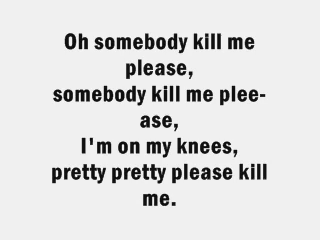 Oh somebody kill me
please,
somebody kill me plee-
ase,
I'm on my knees,
pretty pretty please kill
me.